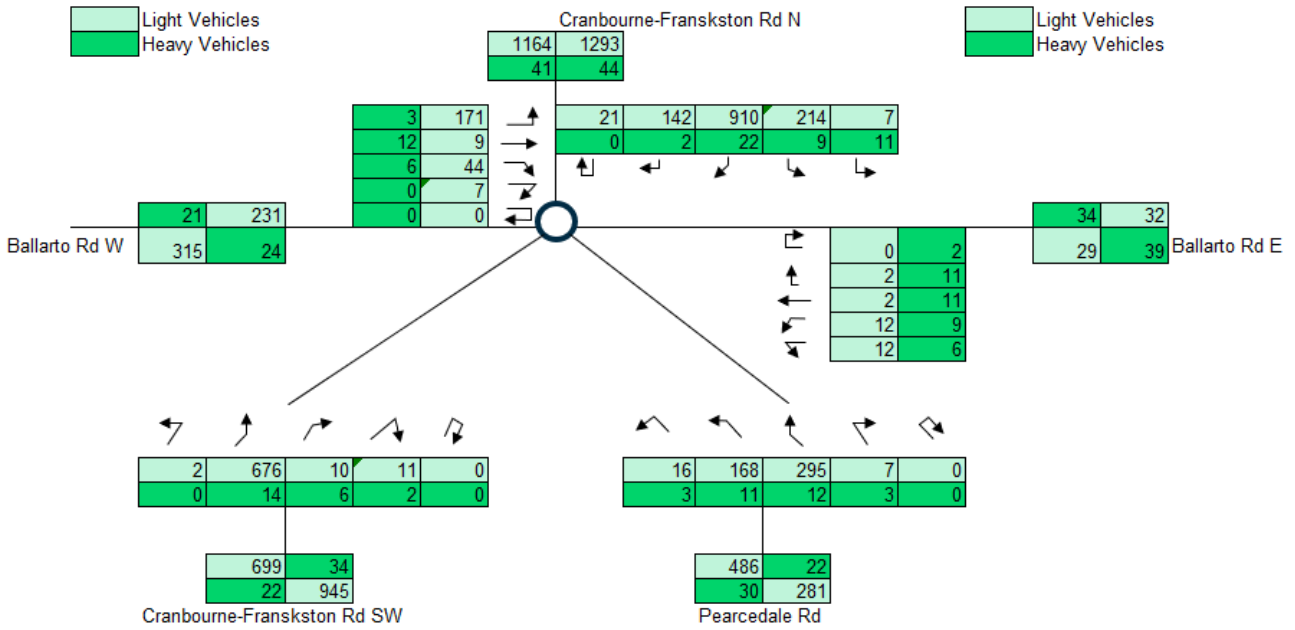 Light Vehicles
Heavy Vehicles
Cranbourne-Franskston Rd N
Light Vehicles
Heavy Vehicles
1164 1293
41 44
3 171
12 9
6 44
0 7
0 0
21 142 910 214 7
0 2 22 9 11
21 231
Ballarto Rd W
315 24
34 32
29 39
Ballarto Rd E
0 2
2 11
2 11
12 9
12 6
2 676 10 11 0
0 14 6 2 0
16 168 295 7 0
3 11 12 3 0
699 34
22 945
Cranbourne-Franskston Rd SW
486 22
30 281
Pearcedale Rd